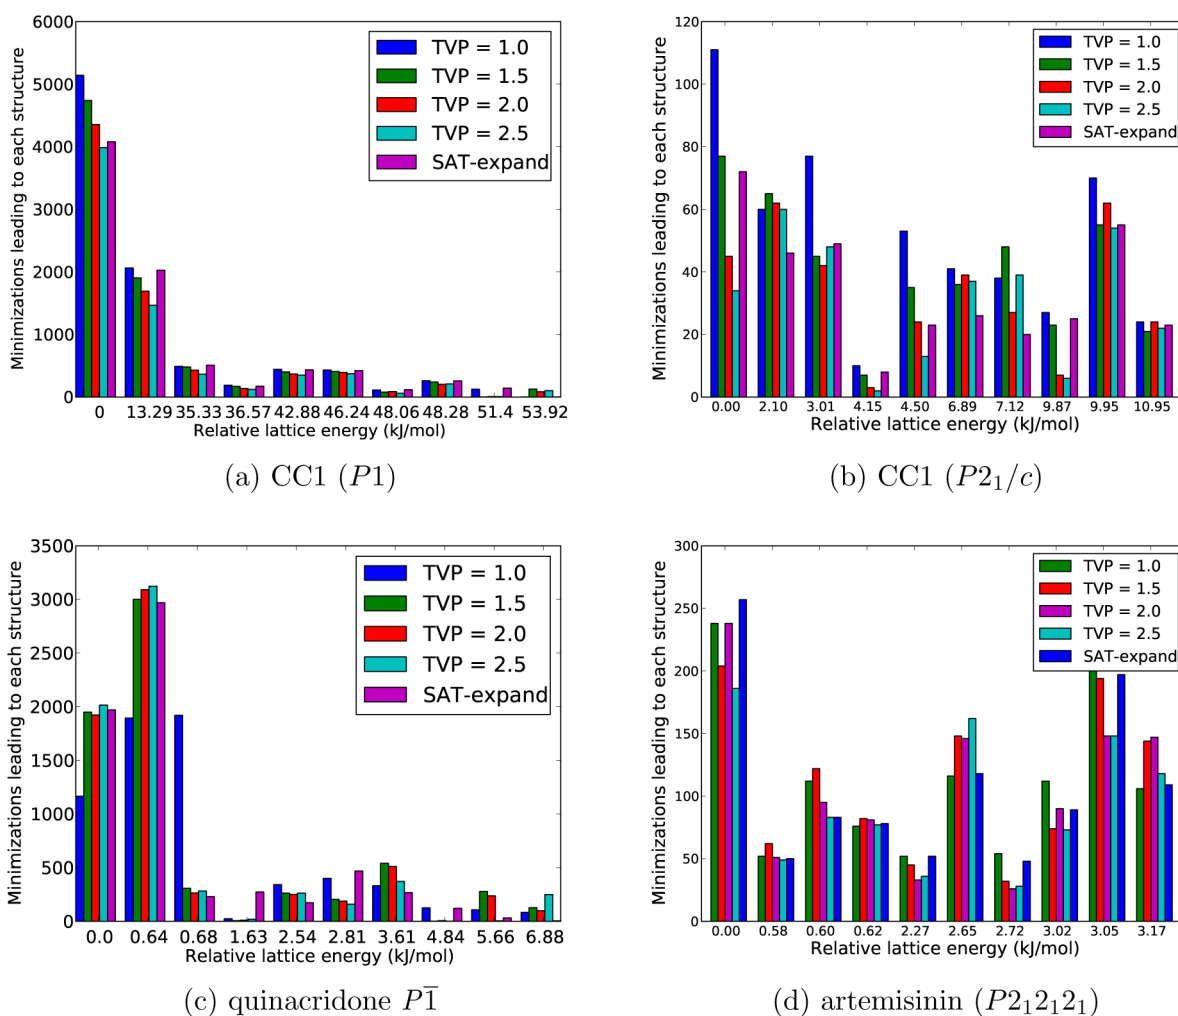 6000
5000
4000
3000
2000
1000
0
Minimizations leading to each structure
TVP = 1.0
TVP = 1.5
TVP = 2.0
TVP = 2.5
SAT-expand
0 13.29 35.33 36.57 42.88 46.24 48.06 48.28 51.4 53.92
Relative lattice energy (kJ/mol)
(a) CC1 (P1)
120
100
80
60
40
20
0
Minimizations leading to each structure
TVP = 1.0
TVP = 1.5
TVP = 2.0
TVP = 2.5
SAT-expand
0.00 2.10 3.01 4.15 4.50 6.89 7.12 9.87 9.95 10.95
Relative lattice energy (kJ/mol)
(b) CC1 (P2₁/c)
3500
3000
2500
2000
1500
1000
500
0
Minimizations leading to each structure
TVP = 1.0
TVP = 1.5
TVP = 2.0
TVP = 2.5
SAT-expand
0.0 0.64 0.68 1.63 2.54 2.81 3.61 4.84 5.66 6.88
Relative lattice energy (kJ/mol)
(c) quinacridone P1̅
300
250
200
150
100
50
0
Minimizations leading to each structure
TVP = 1.0
TVP = 1.5
TVP = 2.0
TVP = 2.5
SAT-expand
0.00 0.58 0.60 0.62 2.27 2.65 2.72 3.02 3.05 3.17
Relative lattice energy (kJ/mol)
(d) artemisinin (P2₁2₁2₁)